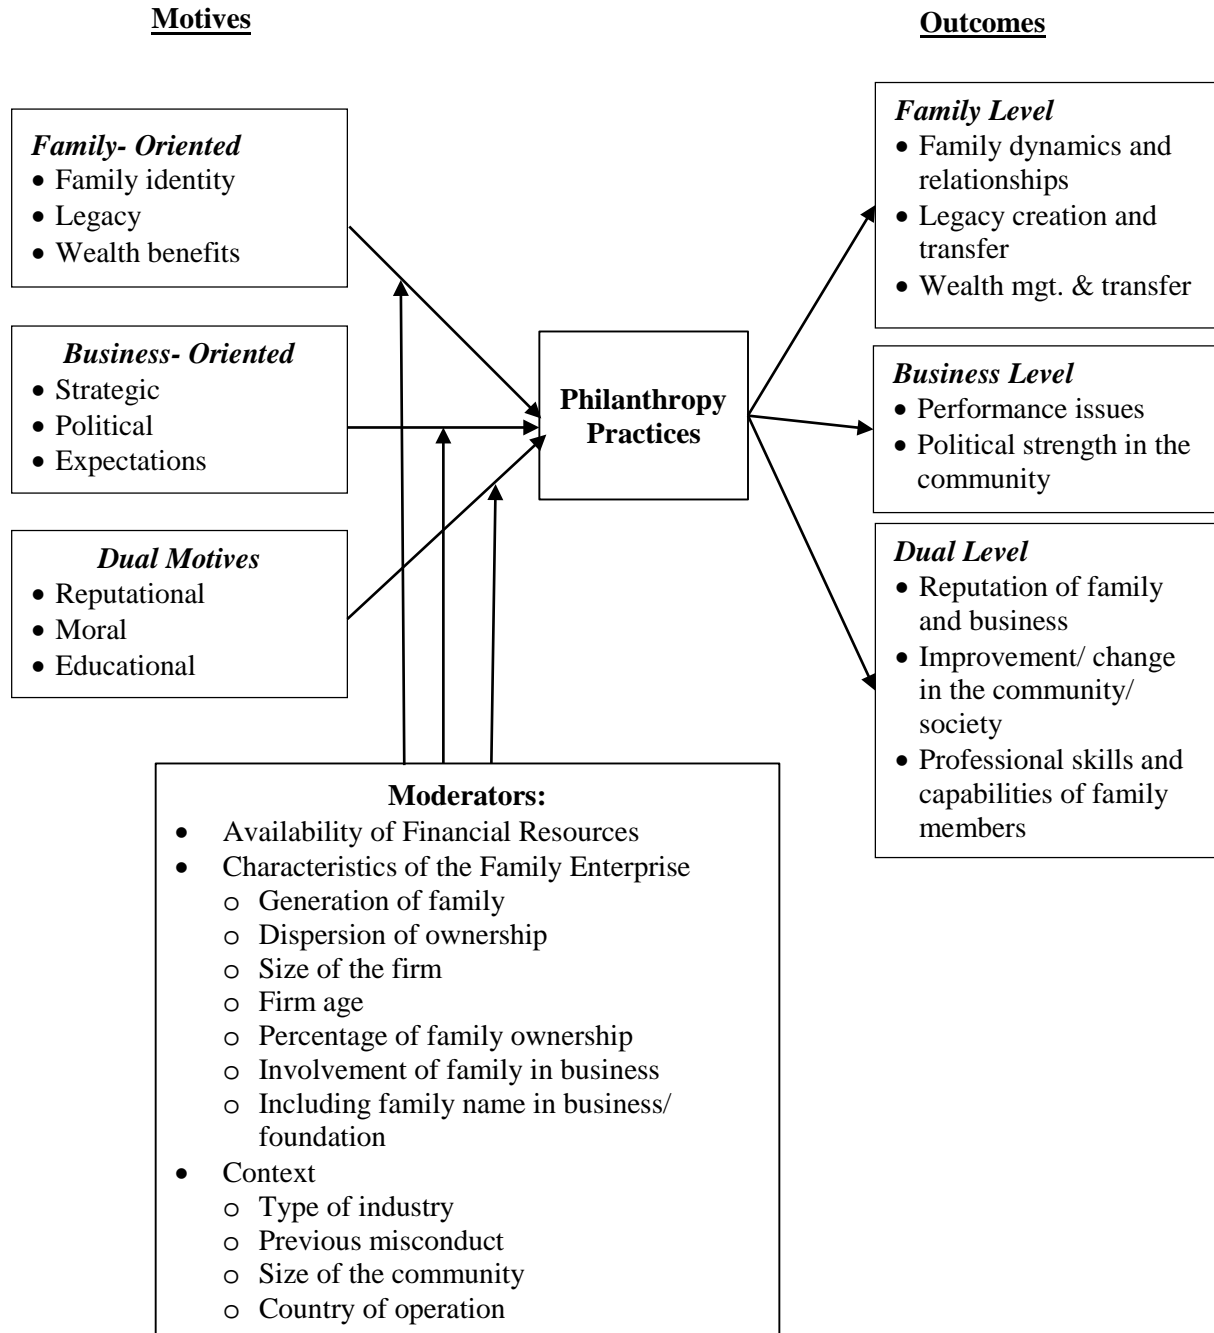 Motives
Outcomes
Family- Oriented
• Family identity
• Legacy
• Wealth benefits
Business- Oriented
• Strategic
• Political
• Expectations
Dual Motives
• Reputational
• Moral
• Educational
Philanthropy
Practices
Family Level
• Family dynamics and
relationships
• Legacy creation and
transfer
• Wealth mgt. & transfer
Business Level
• Performance issues
• Political strength in the
community
Dual Level
• Reputation of family
and business
• Improvement/ change
in the community/
society
• Professional skills and
capabilities of family
members
Moderators:
• Availability of Financial Resources
• Characteristics of the Family Enterprise
o Generation of family
o Dispersion of ownership
o Size of the firm
o Firm age
o Percentage of family ownership
o Involvement of family in business
o Including family name in business/
foundation
• Context
o Type of industry
o Previous misconduct
o Size of the community
o Country of operation